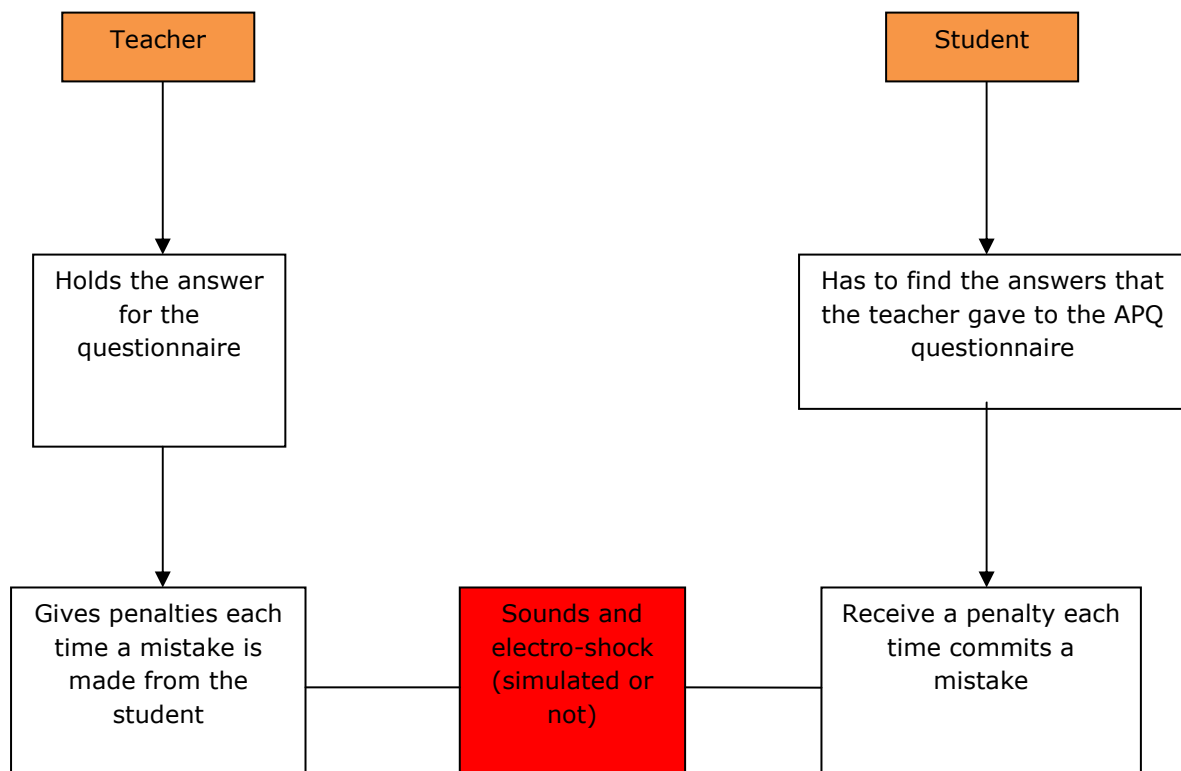 Teacher
Student
Holds the answer
for the
questionnaire
Has to find the answers that
the teacher gave to the APQ
questionnaire
Gives penalties each
time a mistake is
made from the
student
Sounds and
electro-shock
(simulated or
not)
Receive a penalty each
time commits a
mistake